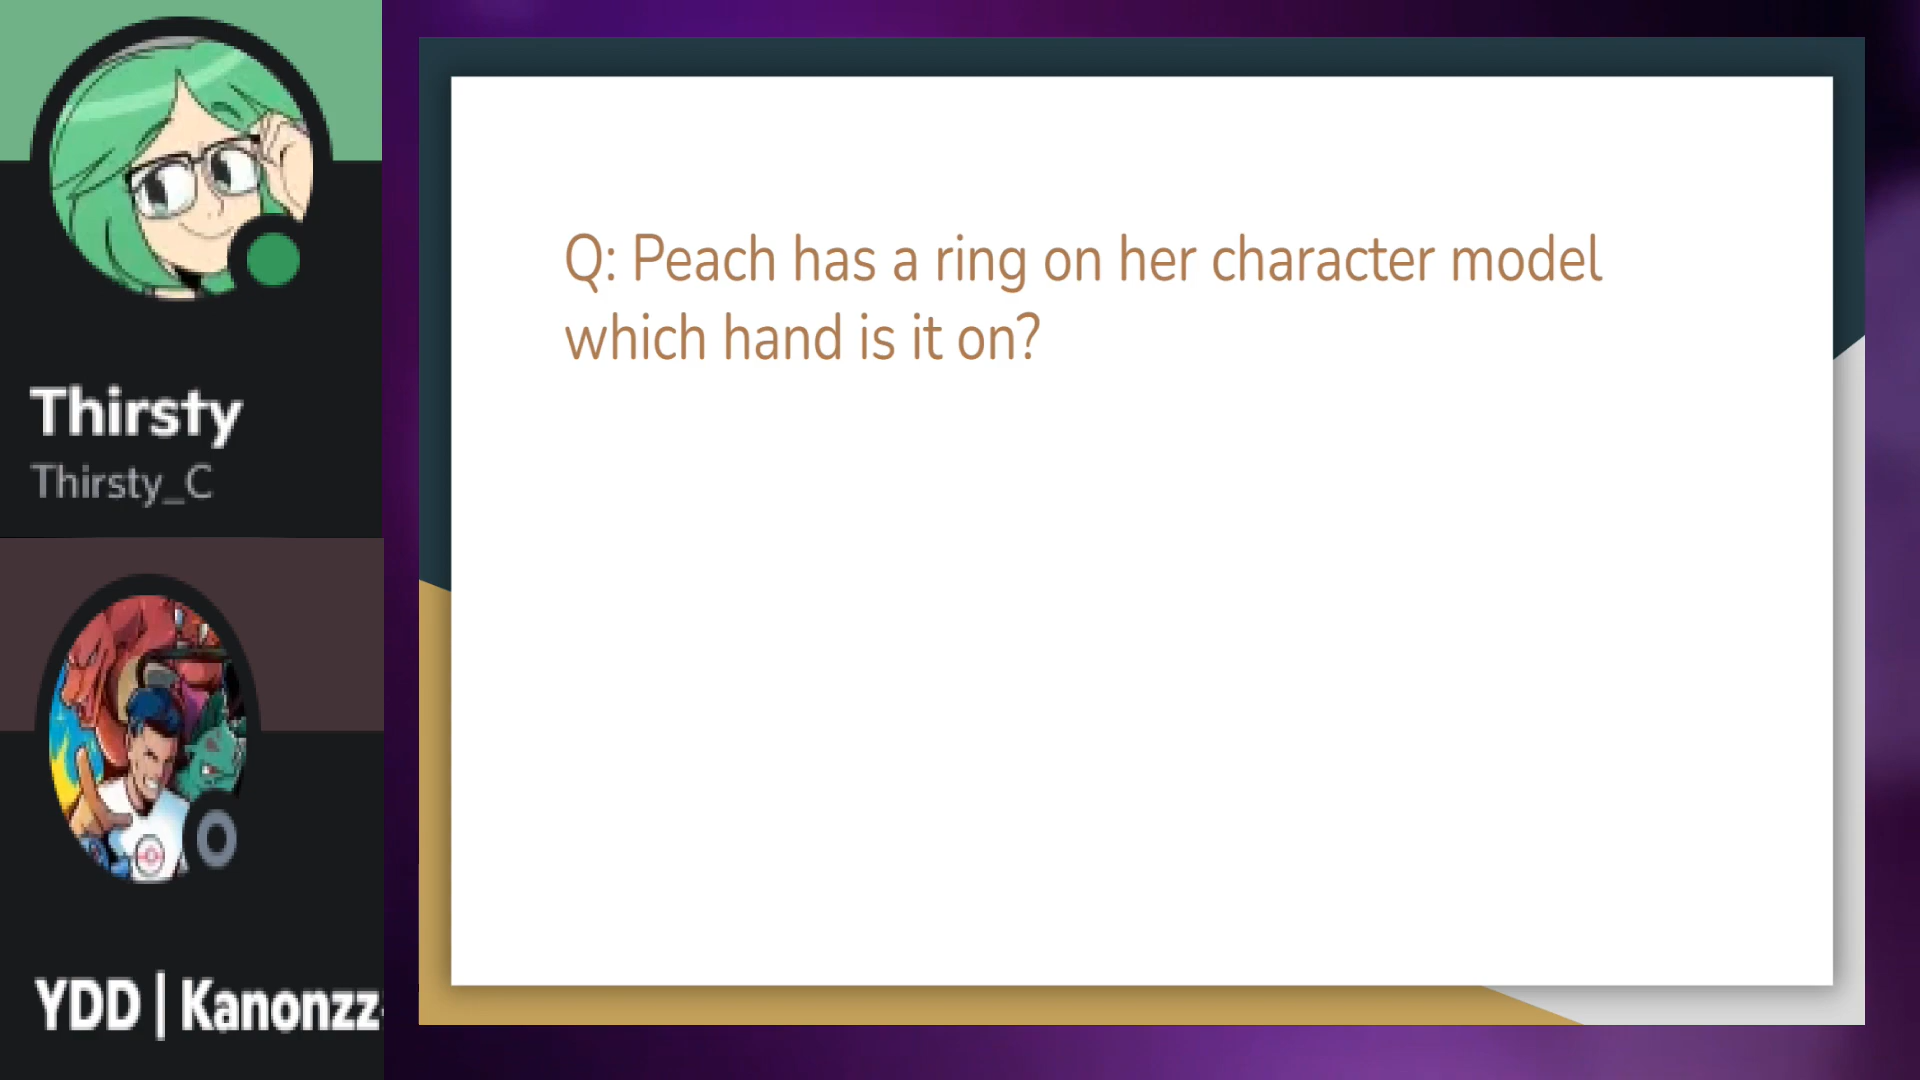 Thirsty
Thirsty_C
YDD | Kanonzz
Q: Peach has a ring on her character model
which hand is it on?